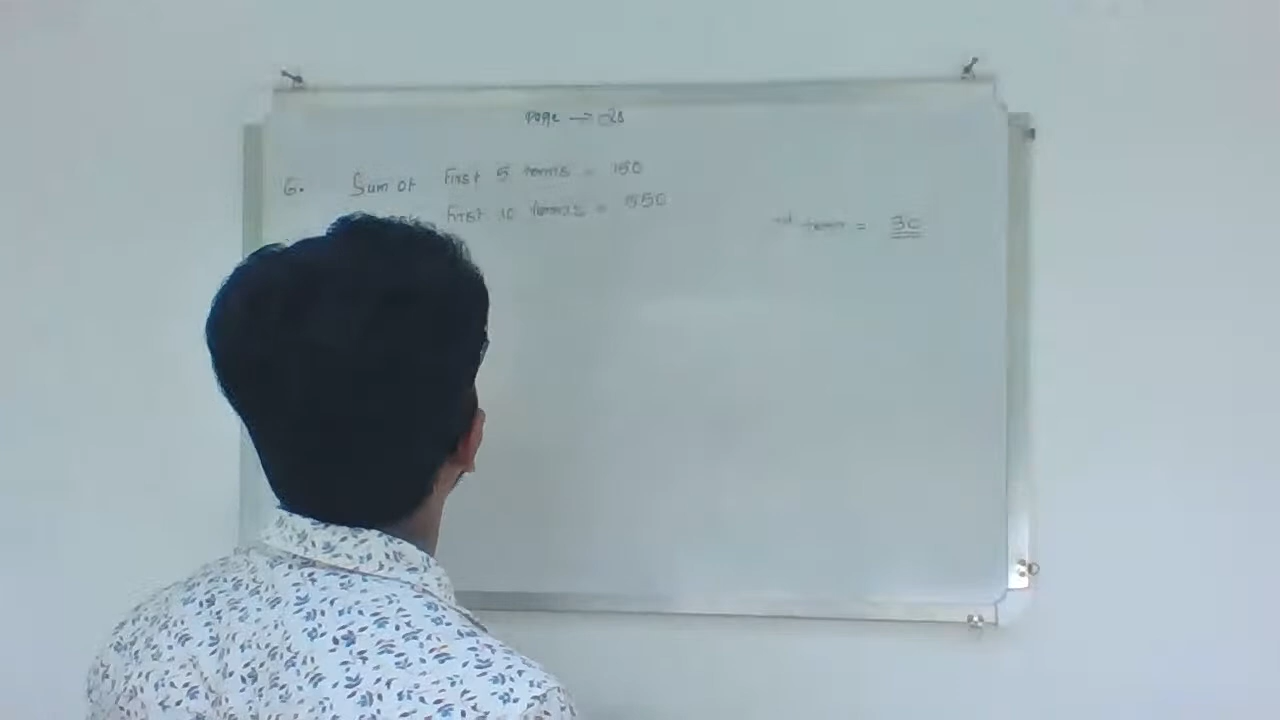 Page → 28
6. Sum of first 5 terms = 150
first 10 terms = 550
term = 30